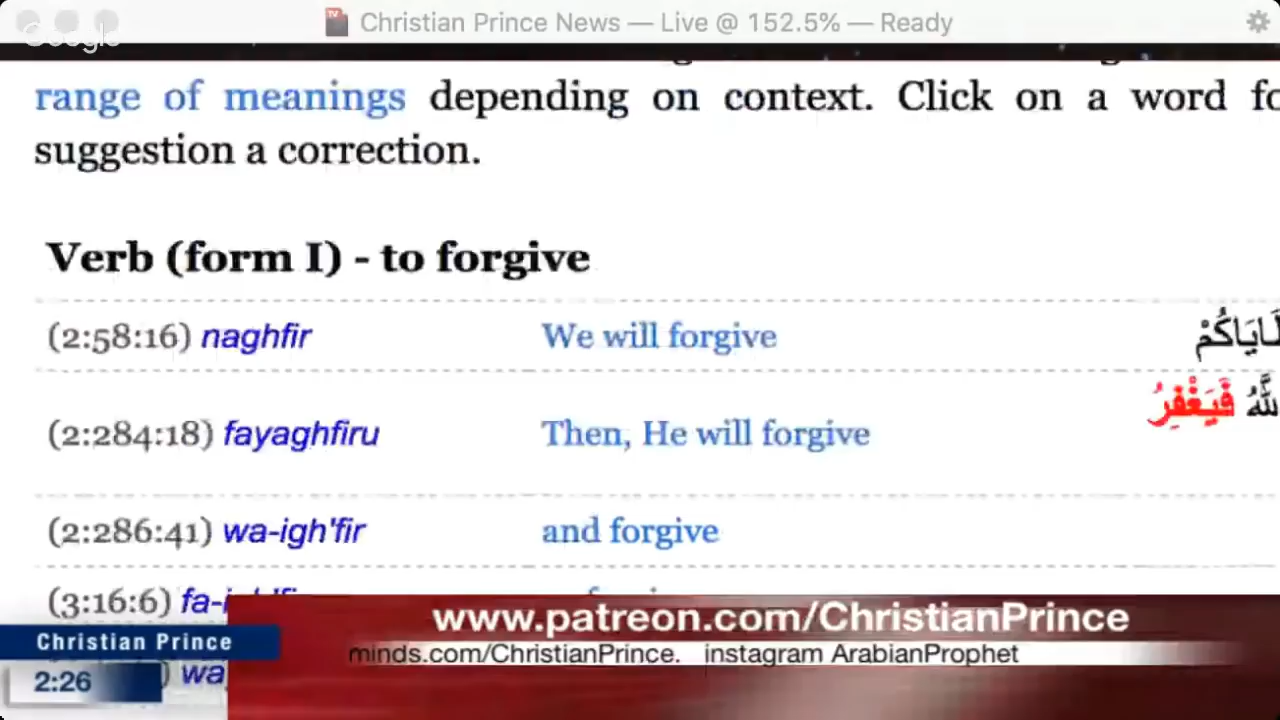 Christian Prince News — Live @ 152.5% — Ready
Google
range of meanings depending on context. Click on a word
suggestion a correction.
Verb (form I) - to forgive
(2:58:16) naghfir We will forgive
(2:284:18) fayaghfiru Then, He will forgive فَيَغْفِرُ
(2:286:41) wa-igh'fir and forgive
(3:16:6)
www.patreon.com/ChristianPrince
Christian Prince
minds.com/ChristianPrince. instagram ArabianProphet
2:26
wa